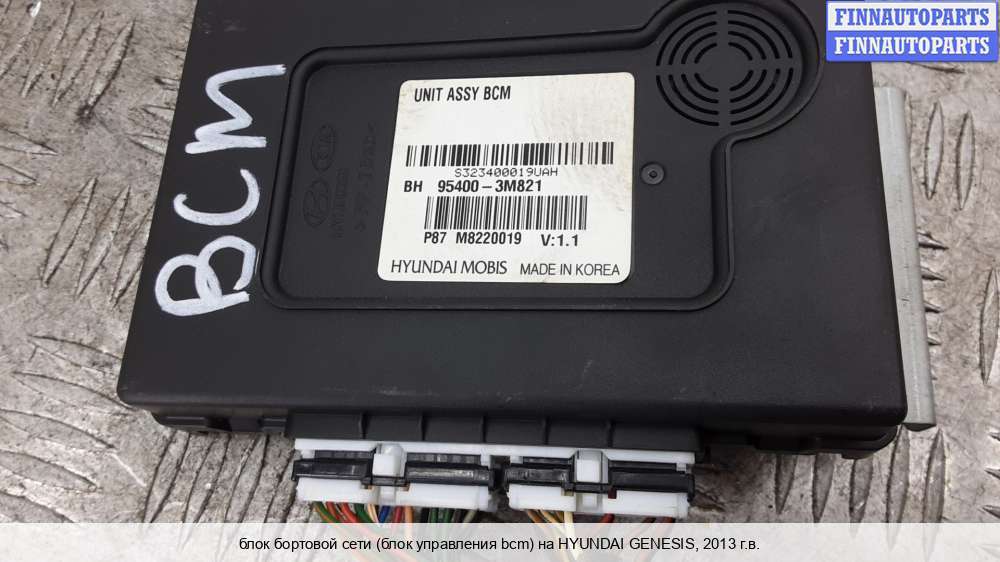 FINNAUTOPARTS
FINNAUTOPARTS
BCM
UNIT ASSY BCM
S323400019UAH
BH 95400-3M821
P87 M8220019 V:1.1
HYUNDAI MOBIS MADE IN KOREA
KIA
блок бортовой сети (блок управления bcm) на HYUNDAI GENESIS, 2013 г.в.